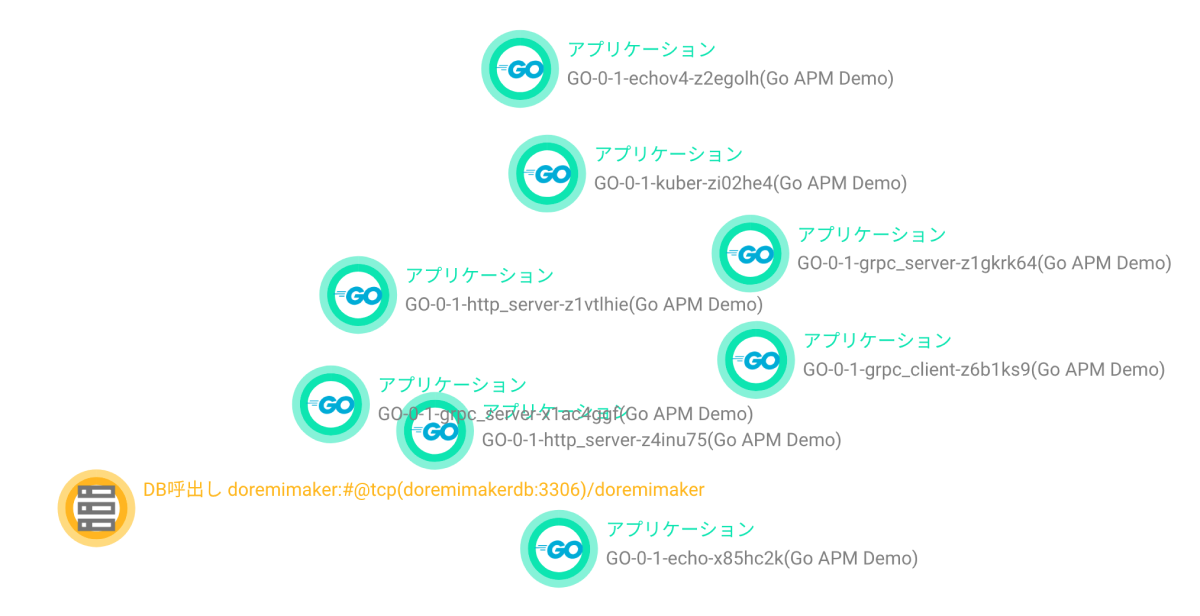 アプリケーション
GO
GO-0-1-echov4-z2egolh(Go APM Demo)
アプリケーション
GO
GO-0-1-kuber-zi02he4(Go APM Demo)
アプリケーション
GO
GO-0-1-grpc_server-z1gkrk64(Go APM Demo)
アプリケーション
GO
GO-0-1-http_server-z1vtlhie(Go APM Demo)
アプリケーション
GO
GO-0-1-grpc_client-z6b1ks9(Go APM Demo)
アプリケーション
GO
GO-0-1-grpc_server-x1ac4ggf(Go APM Demo)
アプリケーション
GO
GO-0-1-http_server-z4inu75(Go APM Demo)
DB呼出し doremimaker:#@tcp(doremimakerdb:3306)/doremimaker
アプリケーション
GO
GO-0-1-echo-x85hc2k(Go APM Demo)